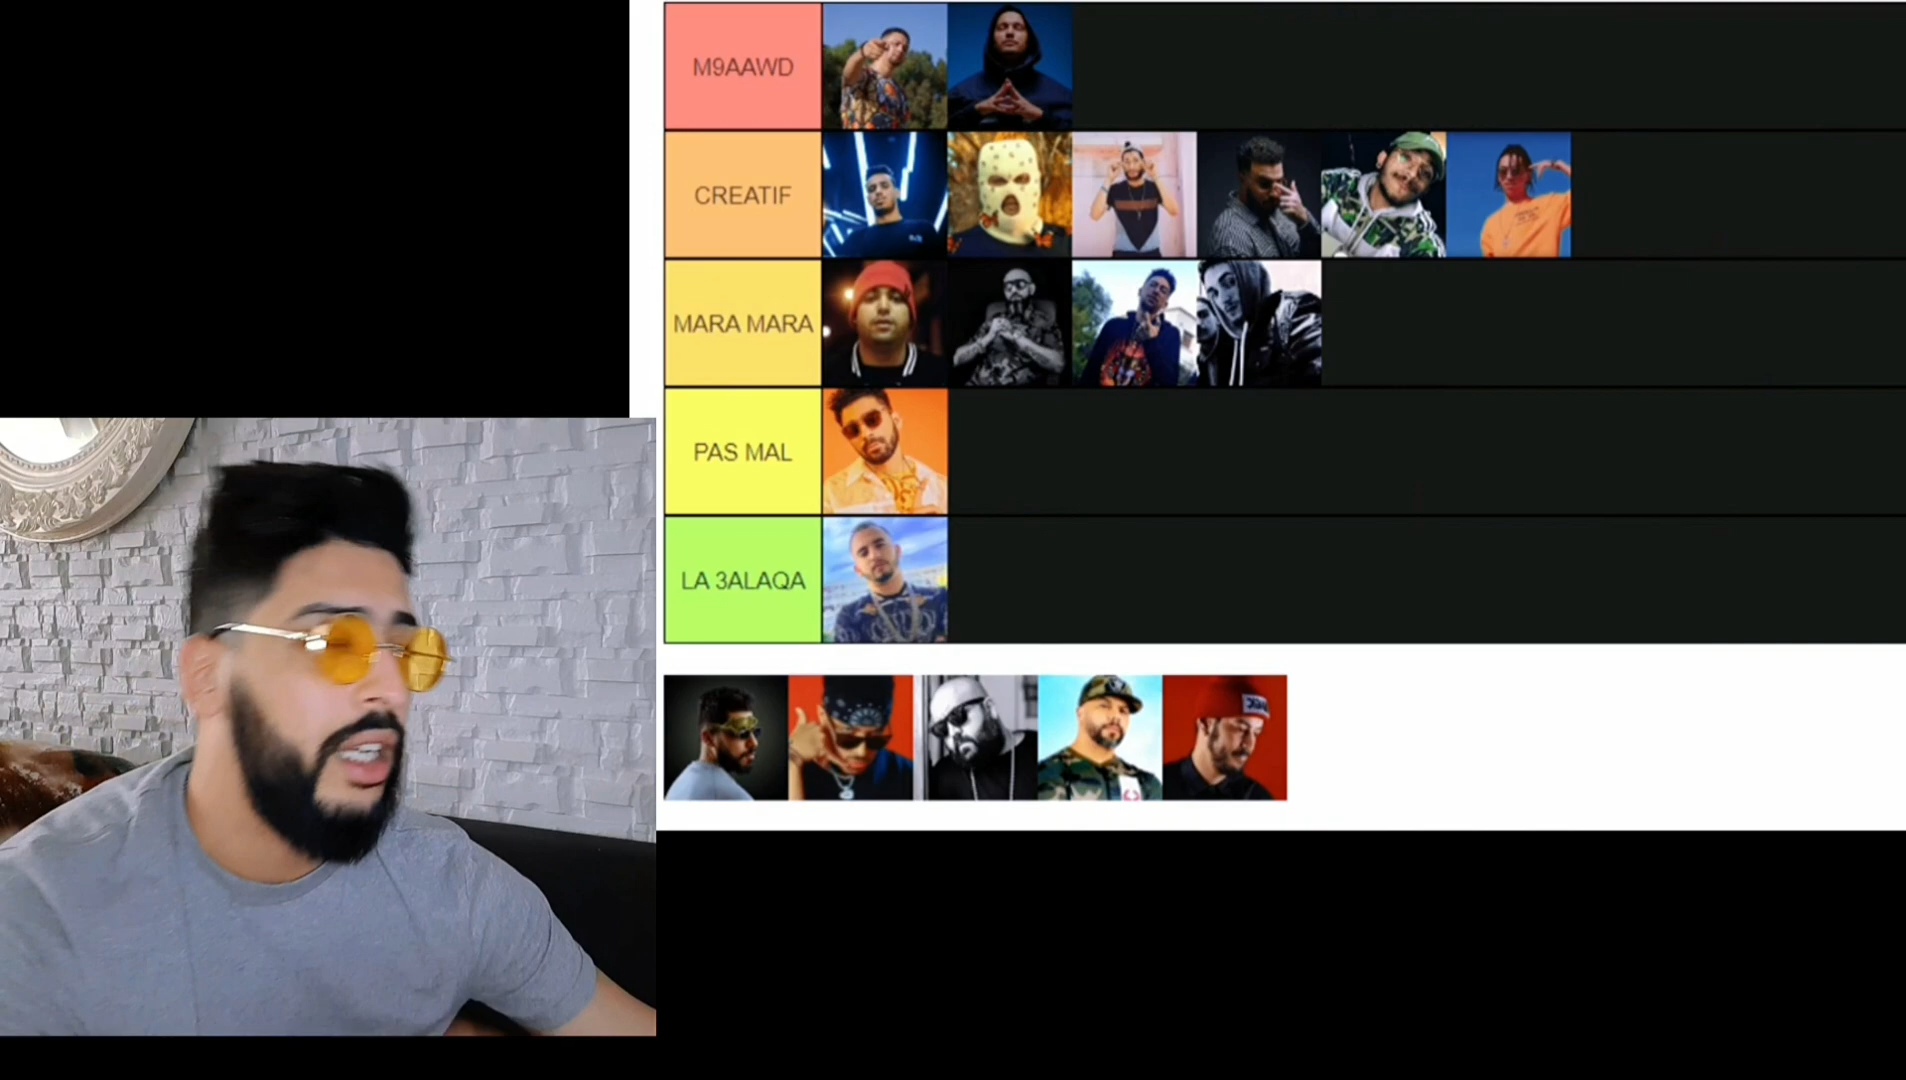 M9AAWD
CREATIF
MARA MARA
PAS MAL
LA 3ALAQA